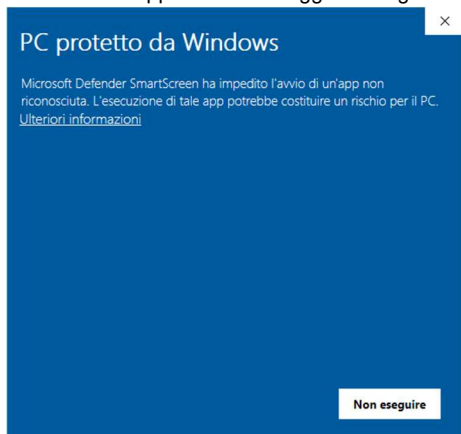 PC protetto da Windows
Microsoft Defender SmartScreen ha impedito l'avvio di un'app non
riconosciuta. L'esecuzione di tale app potrebbe costituire un rischio per il PC.
Ulteriori informazioni
Non eseguire